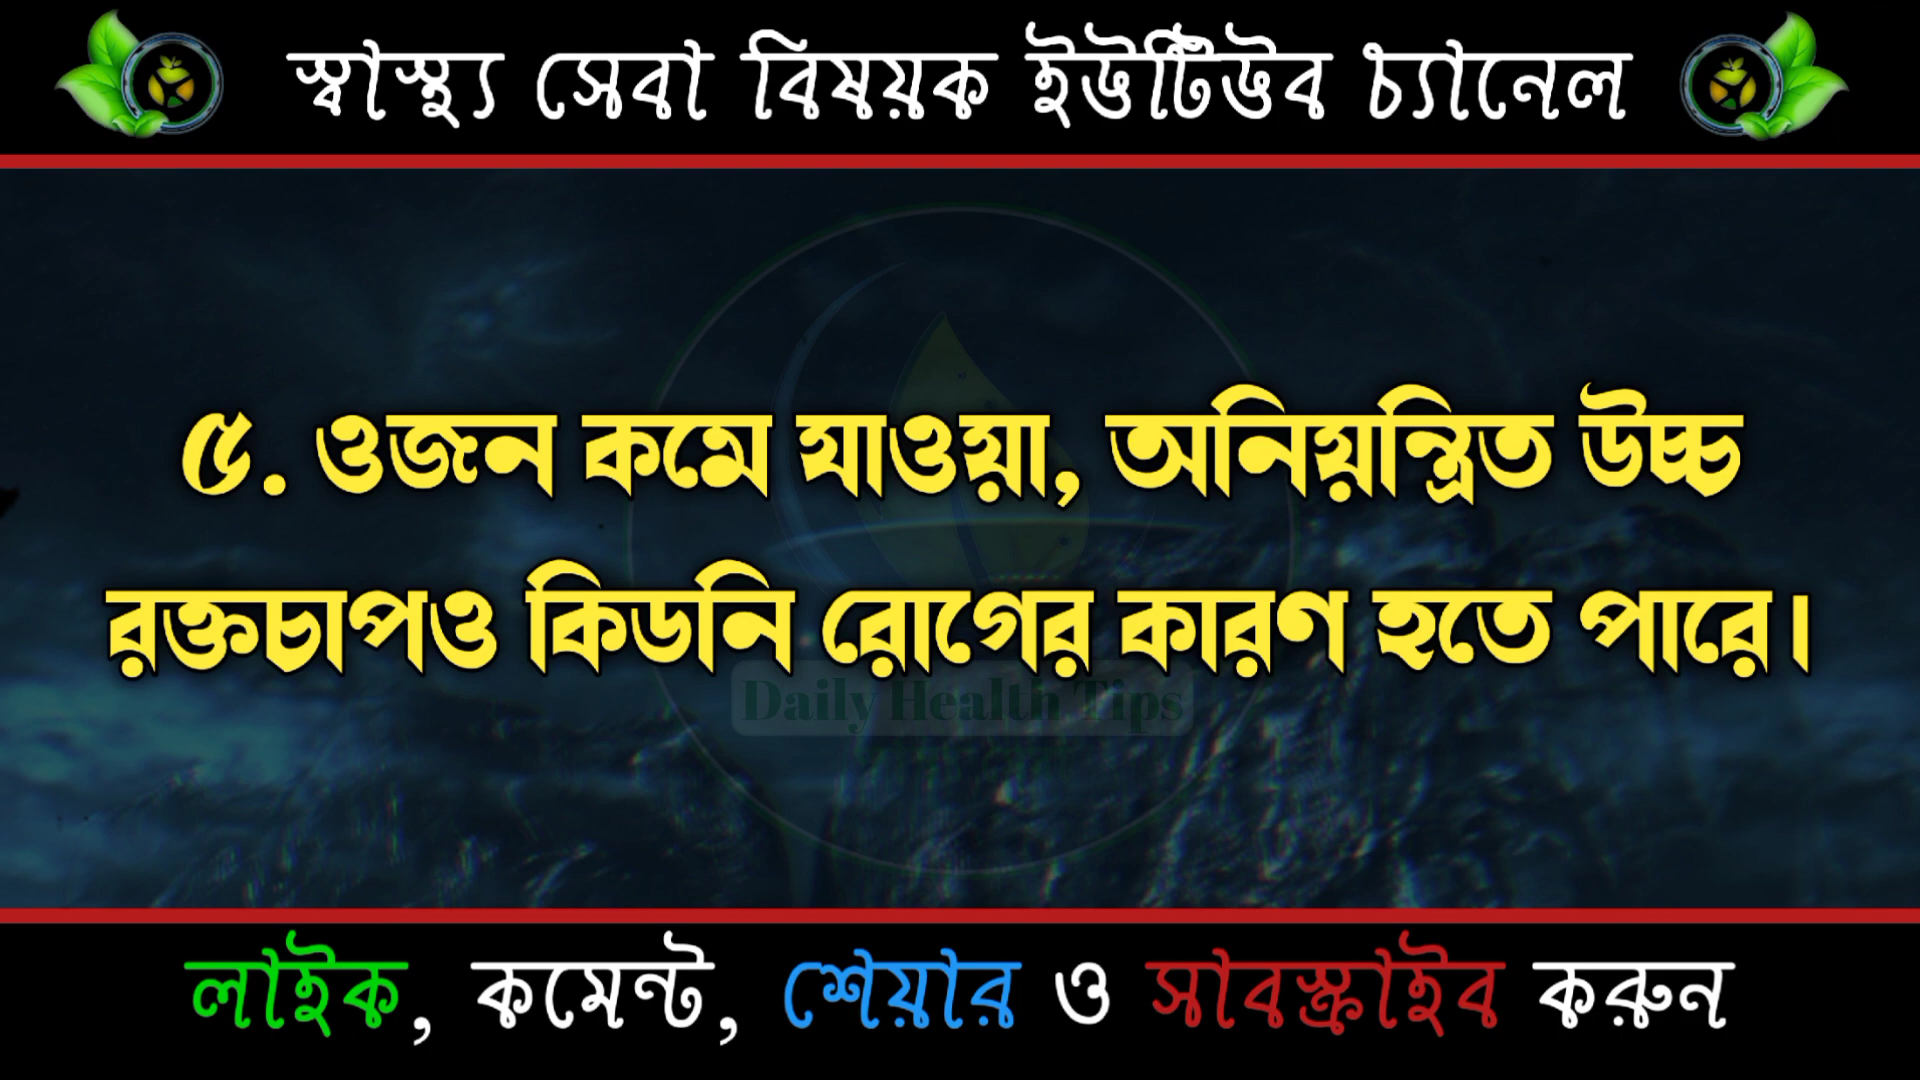 স্বাস্থ্য সেবা বিষয়ক ইউটিউব চ্যানেল
৫. ওজন কমে যাওয়া, অনিয়ন্ত্রিত উচ্চ
রক্তচাপও কিডনি রোগের কারণ হতে পারে।
Daily Health Tips
লাইক, কমেন্ট, শেয়ার ও সাবস্ক্রাইব করুন